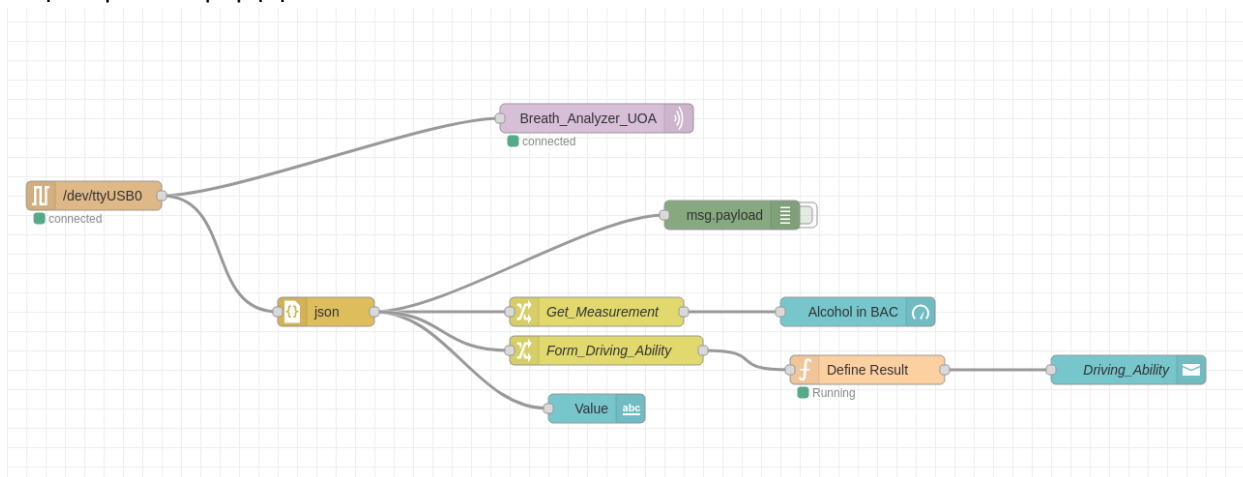 Breath_Analyzer_UOA
connected
/dev/ttyUSB0
connected
msg.payload
{} json
Get_Measurement
Alcohol in BAC
Form_Driving_Ability
Define Result
Running
Driving_Ability
Value abc